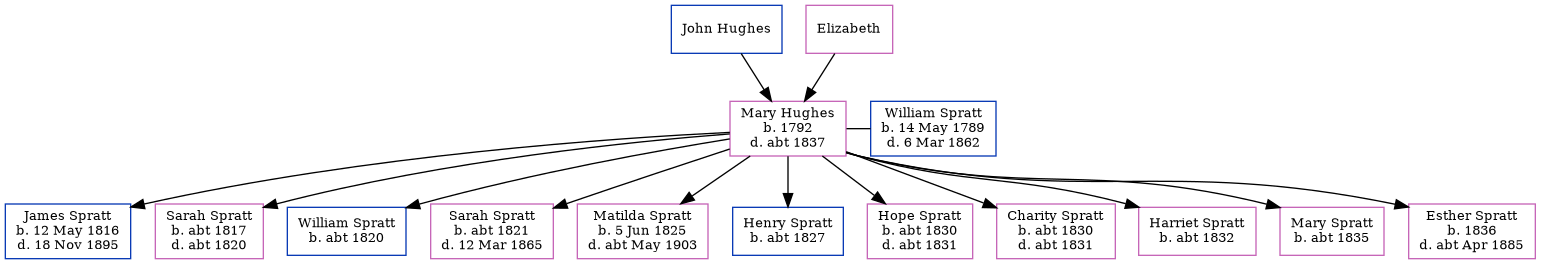 John Hughes
Elizabeth
Mary Hughes
b. 1792
d. abt 1837
William Spratt
b. 14 May 1789
d. 6 Mar 1862
James Spratt
b. 12 May 1816
d. 18 Nov 1895
Sarah Spratt
b. abt 1817
d. abt 1820
William Spratt
b. abt 1820
Sarah Spratt
b. abt 1821
d. 12 Mar 1865
Matilda Spratt
b. 5 Jun 1825
d. abt May 1903
Henry Spratt
b. abt 1827
Hope Spratt
b. abt 1830
d. abt 1831
Charity Spratt
b. abt 1830
d. abt 1831
Harriet Spratt
b. abt 1832
Mary Spratt
b. abt 1835
Esther Spratt
b. 1836
d. abt Apr 1885